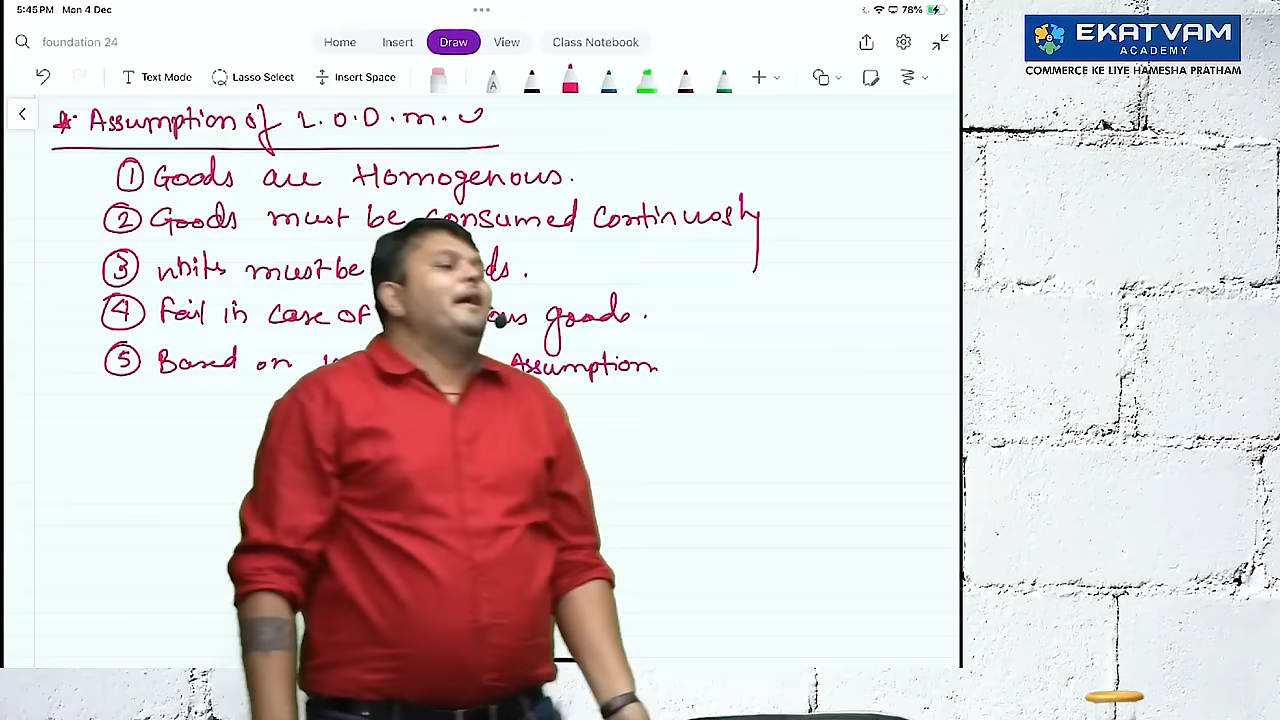 5:45 PM Mon 4 Dec
78%
foundation 24
Home Insert Draw View Class Notebook
Text Mode Lasso Select Insert Space
EKATVAM
ACADEMY
COMMERCE KE LIYE HAMESHA PRATHAM
Assumption of L.O.D.m.U
① Goods are Homogenous.
② Goods must be consumed continuosly
③ units must be
④ Fail in case of goods.
⑤ Based on Assumption